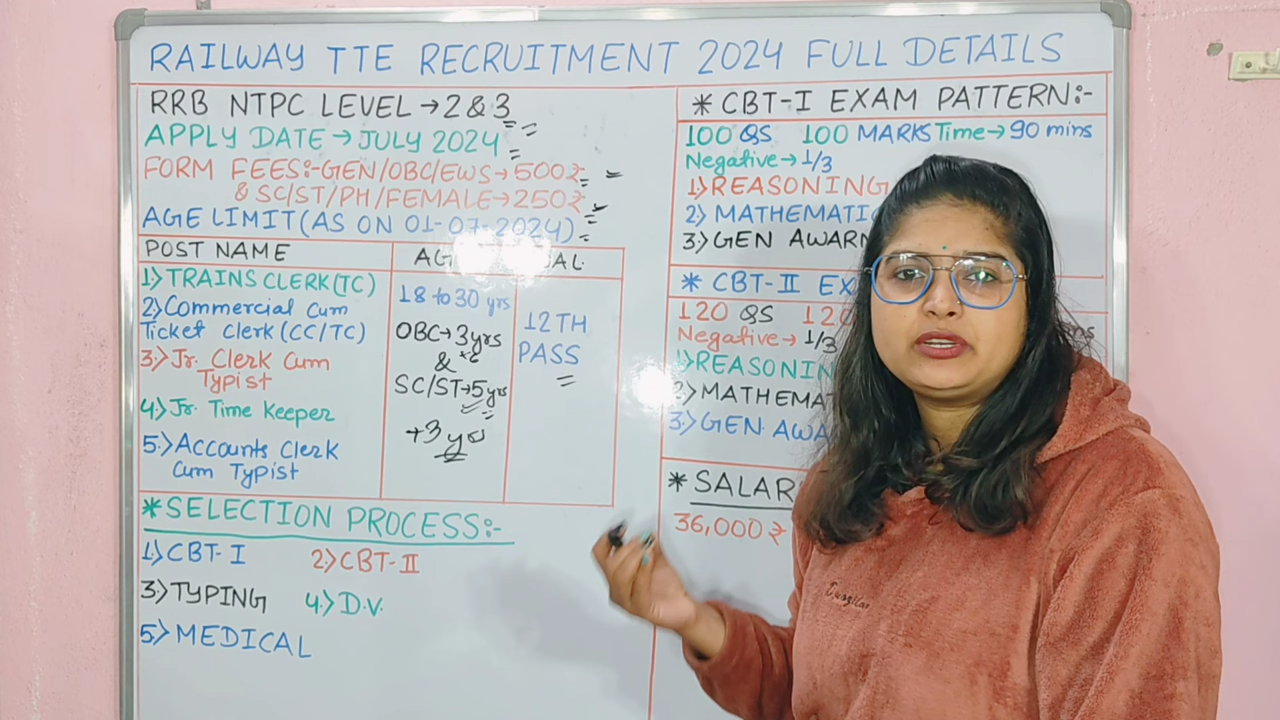 RAILWAY TTE RECRUITMENT 2024 FULL DETAILS
RRB NTPC LEVEL → 2 & 3
APPLY DATE → JULY 2024
FORM FEES:- GEN/OBC/EWS → 500₹
& SC/ST/PH/FEMALE → 250₹
AGE LIMIT (AS ON 01-07-2024)
POST NAME
1) TRAINS CLERK (TC)
2) Commercial Cum
Ticket Clerk (CC/TC)
3) Jr. Clerk Cum
Typist
4) Jr. Time Keeper
5.) Accounts Clerk
Cum Typist
18 to 30 yrs
OBC → 3yrs
&
SC/ST → 5yrs
+3 yrs
12TH
PASS
* SELECTION PROCESS:-
1) CBT-I 2) CBT-II
3) TYPING 4.) D.V.
5) MEDICAL
* CBT-I EXAM PATTERN:-
100 QS 100 MARKS Time → 90 mins
Negative → 1/3
1) REASONING
2) MATHEMATI
3.) GEN AWARN
* CBT-II EX
120 QS 120
Negative → 1/3
1) REASONIN
2) MATHEMA
3.) GEN. AWA
* SALAR
36,000 ₹